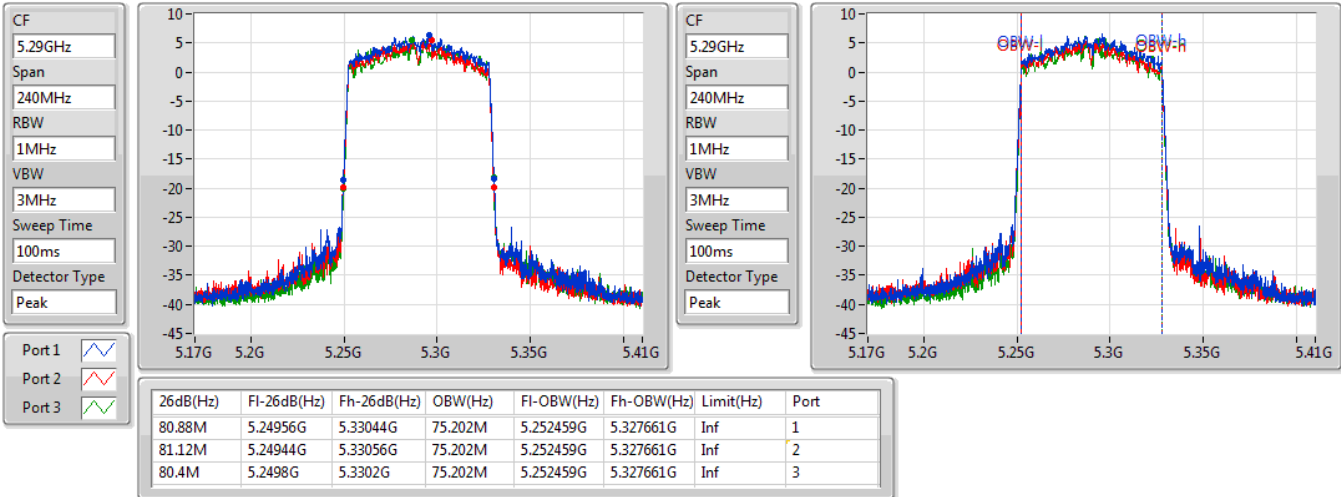 CF
5.29GHz
Span
240MHz
RBW
1MHz
VBW
3MHz
Sweep Time
100ms
Detector Type
Peak
10
5
0
-5
-10
-15
-20
-25
-30
-35
-40
-45
5.17G 5.2G 5.25G 5.3G 5.35G 5.41G
CF
5.29GHz
Span
240MHz
RBW
1MHz
VBW
3MHz
Sweep Time
100ms
Detector Type
Peak
10
5
0
-5
-10
-15
-20
-25
-30
-35
-40
-45
OBW-l OBW-h
5.17G 5.2G 5.25G 5.3G 5.35G 5.41G
Port 1
Port 2
Port 3
26dB(Hz) Fl-26dB(Hz) Fh-26dB(Hz) OBW(Hz) Fl-OBW(Hz) Fh-OBW(Hz) Limit(Hz) Port
80.88M 5.24956G 5.33044G 75.202M 5.252459G 5.327661G Inf 1
81.12M 5.24944G 5.33056G 75.202M 5.252459G 5.327661G Inf 2
80.4M 5.2498G 5.3302G 75.202M 5.252459G 5.327661G Inf 3